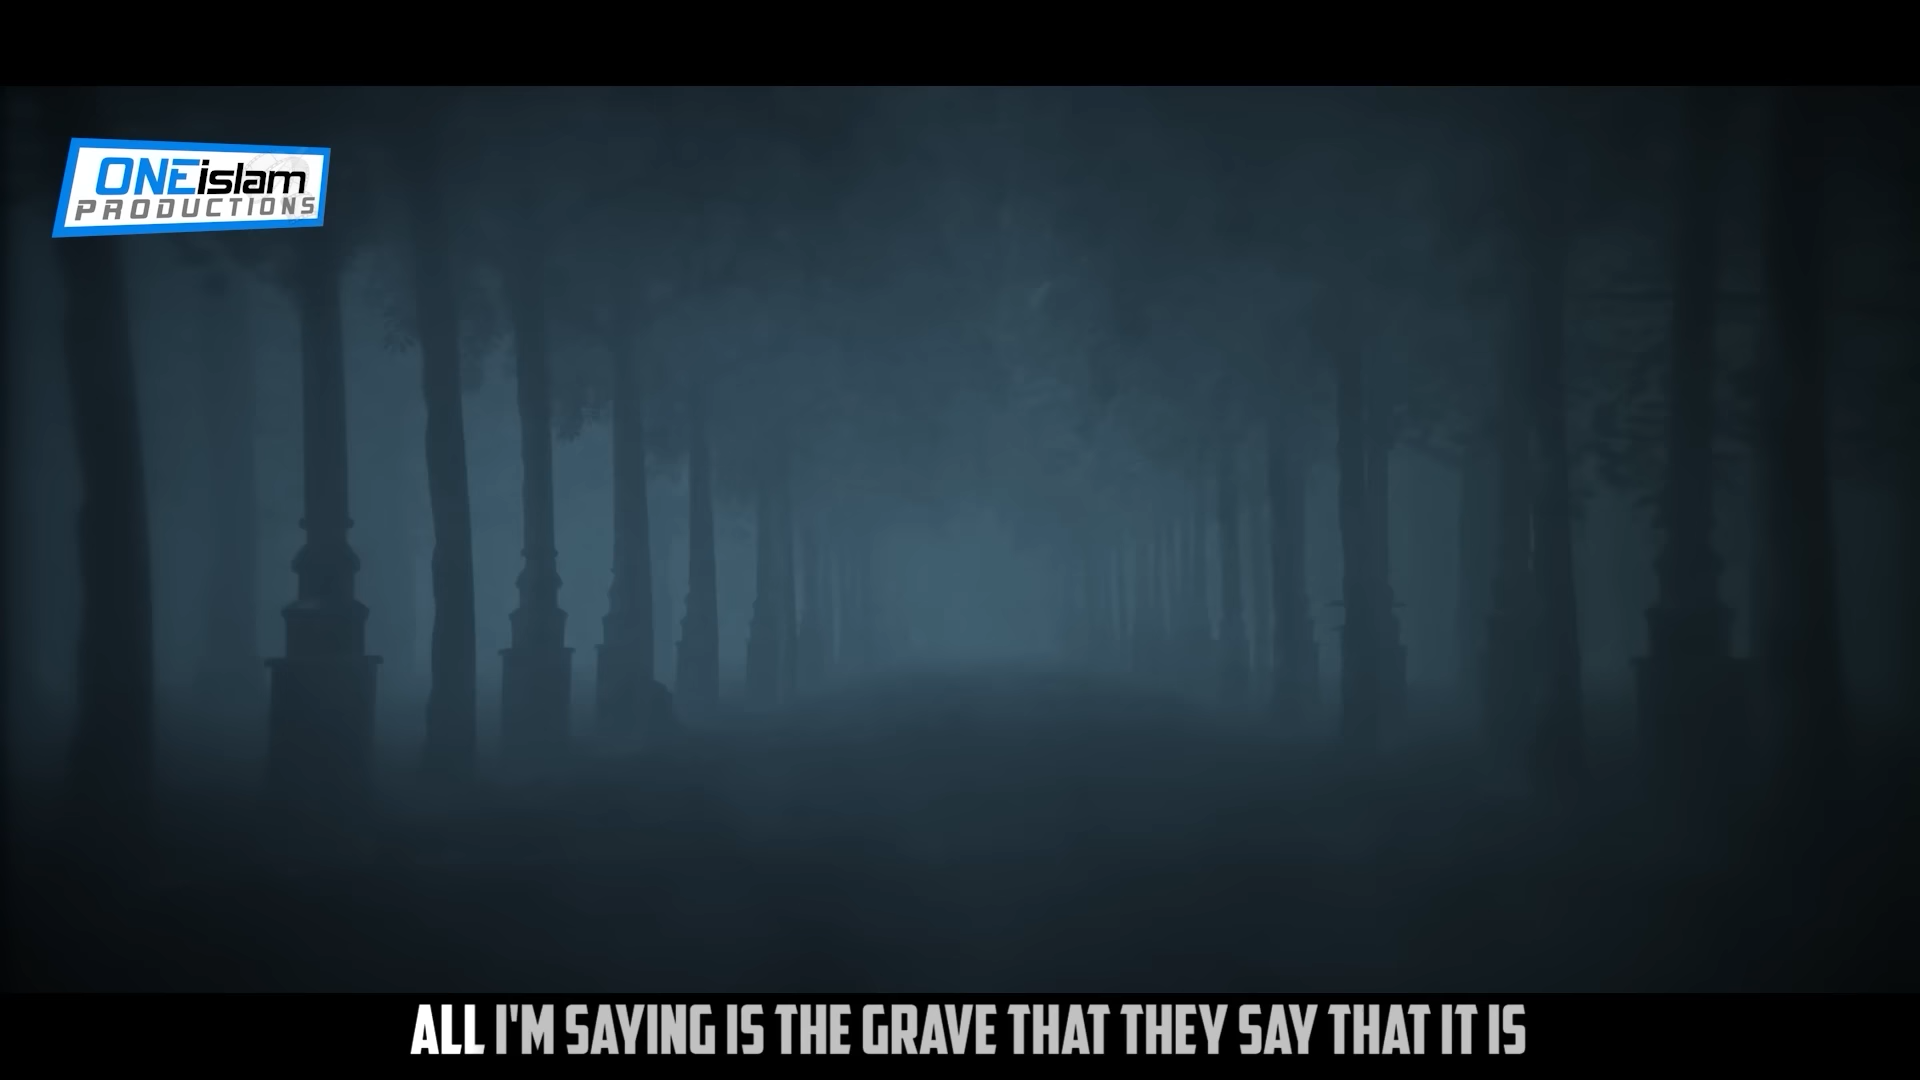 ONEislam
PRODUCTIONS
ALL I'M SAYING IS THE GRAVE THAT THEY SAY THAT IT IS